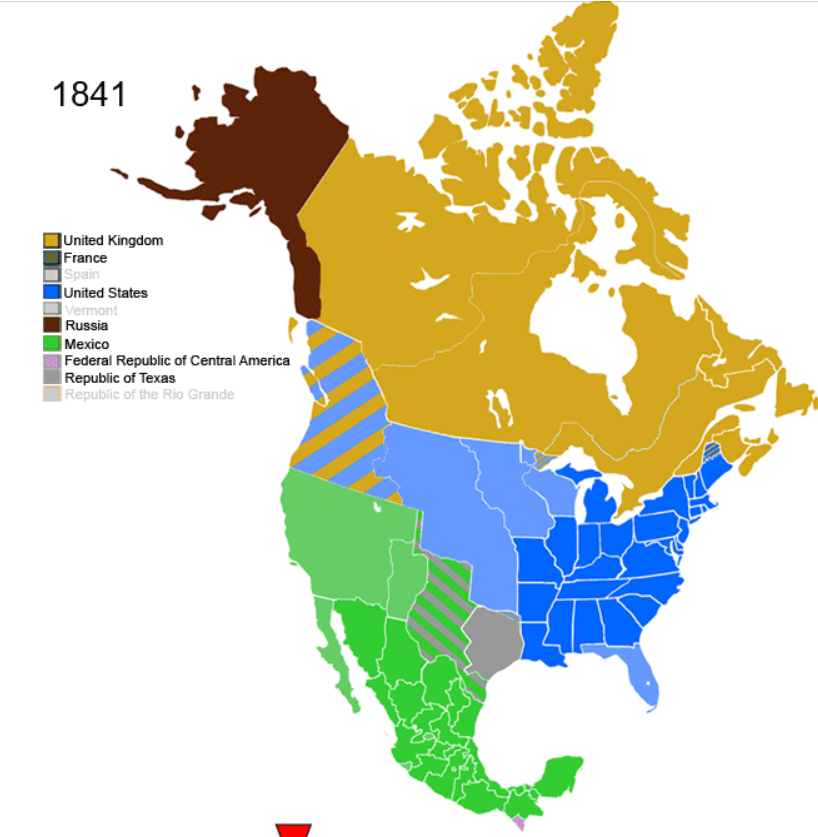 1841
United Kingdom
France
Spain
United States
Vermont
Russia
Mexico
Federal Republic of Central America
Republic of Texas
Republic of the Rio Grande